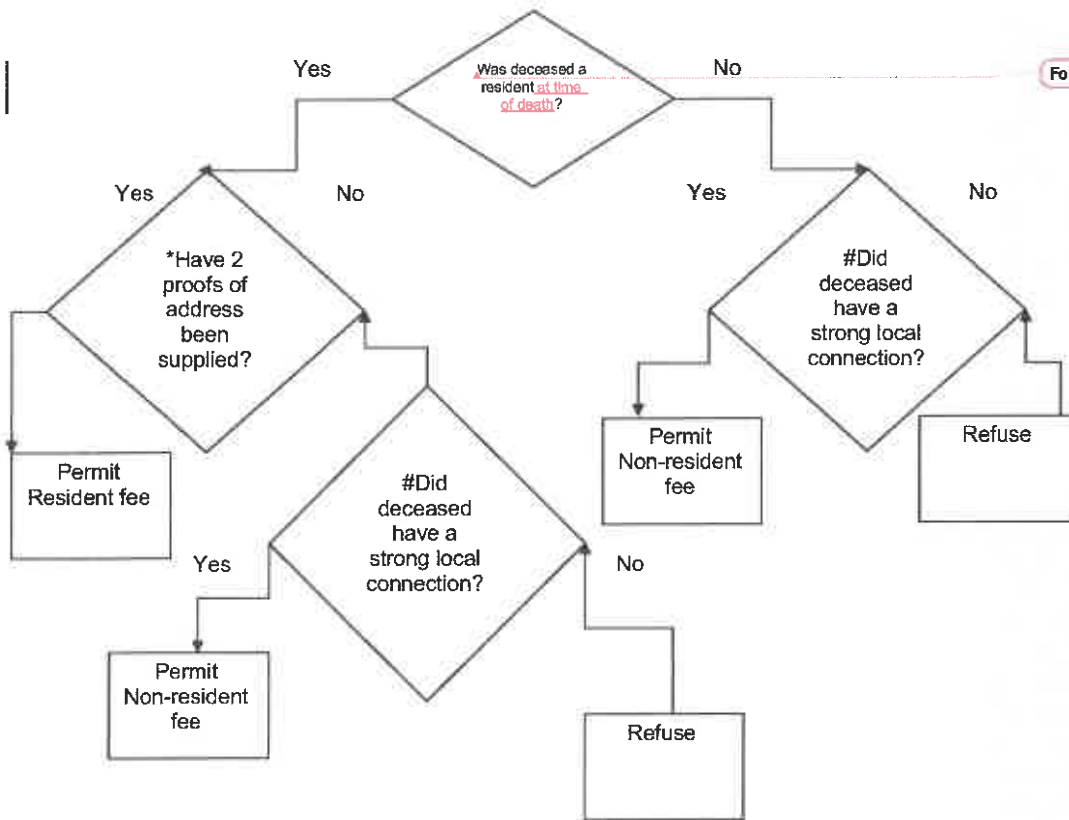 Yes
Was deceased a
resident at time
of death?
No
Fo
Yes
No
Yes
No
*Have 2
proofs of
address
been
supplied?
#Did
deceased
have a
strong local
connection?
Permit
Resident fee
#Did
deceased
have a
strong local
connection?
Permit
Non-resident
fee
Refuse
Yes
No
Permit
Non-resident
fee
Refuse